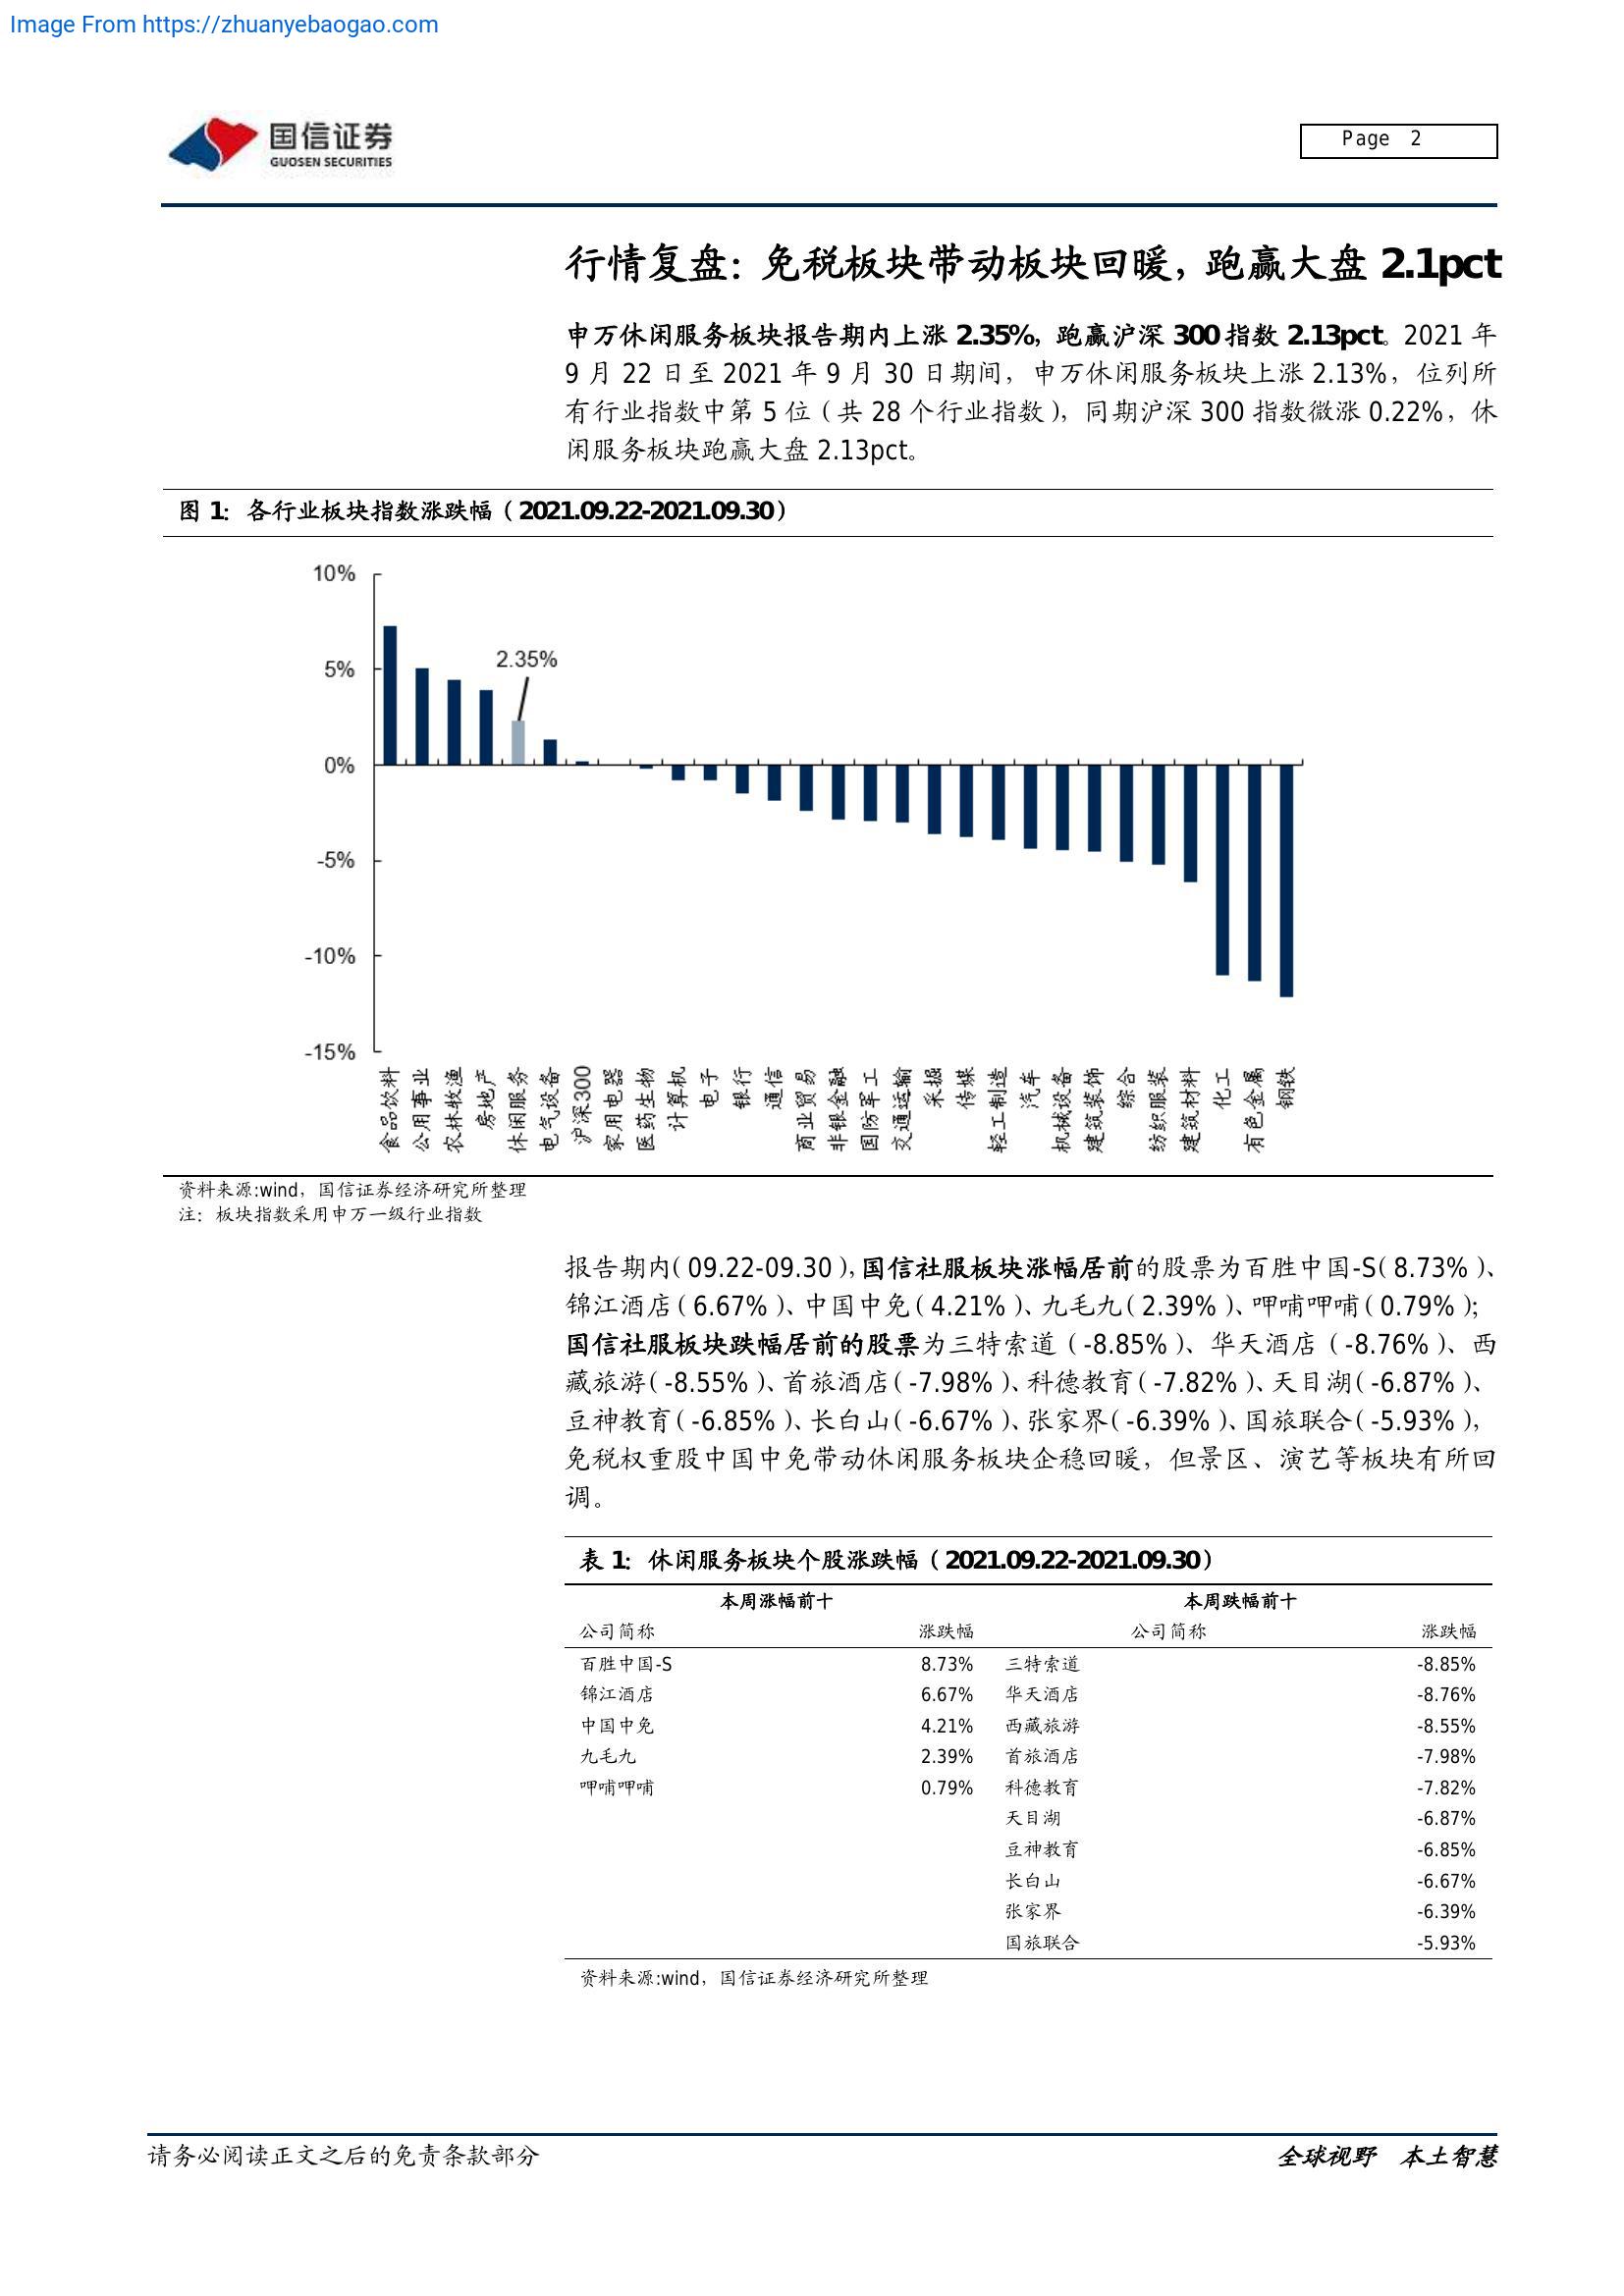 Image From https://zhuanyebaogao.com
国信证券
GUOSEN SECURITIES
Page 2
行情复盘：免税板块带动板块回暖，跑赢大盘 2.1pct
申万休闲服务板块报告期内上涨 2.35%，跑赢沪深 300 指数 2.13pct。2021 年
9 月 22 日至 2021 年 9 月 30 日期间，申万休闲服务板块上涨 2.13%，位列所
有行业指数中第 5 位（共 28 个行业指数），同期沪深 300 指数微涨 0.22%，休
闲服务板块跑赢大盘 2.13pct。
图 1：各行业板块指数涨跌幅（2021.09.22-2021.09.30）
10%
5%
0%
-5%
-10%
-15%
2.35%
食品饮料
公用事业
农林牧渔
房地产
休闲服务
电气设备
沪深300
家用电器
医药生物
计算机
电子
银行
通信
商业贸易
非银金融
国防军工
交通运输
采掘
传媒
轻工制造
汽车
机械设备
建筑装饰
综合
纺织服装
建筑材料
化工
有色金属
钢铁
资料来源:wind，国信证券经济研究所整理
注：板块指数采用申万一级行业指数
报告期内（09.22-09.30），国信社服板块涨幅居前的股票为百胜中国-S（8.73%）、
锦江酒店（6.67%）、中国中免（4.21%）、九毛九（2.39%）、呷哺呷哺（0.79%）；
国信社服板块跌幅居前的股票为三特索道（-8.85%）、华天酒店（-8.76%）、西
藏旅游（-8.55%）、首旅酒店（-7.98%）、科德教育（-7.82%）、天目湖（-6.87%）、
豆神教育（-6.85%）、长白山（-6.67%）、张家界（-6.39%）、国旅联合（-5.93%），
免税权重股中国中免带动休闲服务板块企稳回暖，但景区、演艺等板块有所回
调。
表 1：休闲服务板块个股涨跌幅（2021.09.22-2021.09.30）
本周涨幅前十 本周跌幅前十
公司简称 涨跌幅 公司简称 涨跌幅
百胜中国-S 8.73% 三特索道 -8.85%
锦江酒店 6.67% 华天酒店 -8.76%
中国中免 4.21% 西藏旅游 -8.55%
九毛九 2.39% 首旅酒店 -7.98%
呷哺呷哺 0.79% 科德教育 -7.82%
天目湖 -6.87%
豆神教育 -6.85%
长白山 -6.67%
张家界 -6.39%
国旅联合 -5.93%
资料来源:wind，国信证券经济研究所整理
请务必阅读正文之后的免责条款部分
全球视野 本土智慧